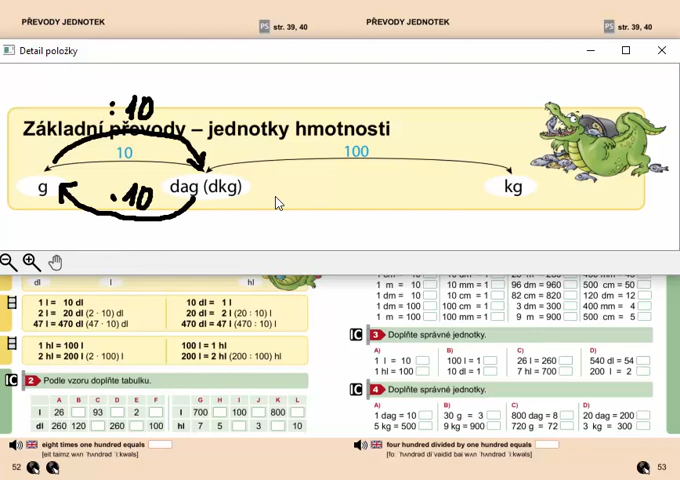 PŘEVODY JEDNOTEK
PS str. 39, 40
PŘEVODY JEDNOTEK
PS str. 39, 40
Detail položky
: 10
Základní převody – jednotky hmotnosti
10
100
g
dag (dkg)
kg
· 10
dl
l
hl
1 l = 10 dl
2 l = 20 dl (2 · 10) dl
47 l = 470 dl (47 · 10) dl
10 dl = 1 l
20 dl = 2 l (20 : 10) l
470 dl = 47 l (470 : 10) l
1 hl = 100 l
2 hl = 200 l (2 · 100) l
100 l = 1 hl
200 l = 2 hl (200 : 100) hl
2 Podle vzoru doplňte tabulku.
A B C D E F
l 26 93 2
dl 260 120 260 100
G H I J K L
l 700 100 800
hl 7 5 3 10
eight times one hundred equals
52
1 m = 10
1 dm = 10
1 dm = 100
1 m = 100
10 mm = 1
100 mm = 1
100 cm = 1
10 cm = 1
96 dm = 960
82 cm = 820
3 dm = 300
9 m = 900
500 cm = 50
120 dm = 12
400 mm = 4
500 cm = 5
3 Doplňte správné jednotky.
A)
1 l = 10
1 hl = 100
B)
100 l = 1
10 dl = 1
C)
26 l = 260
7 hl = 700
D)
540 dl = 54
200 l = 2
4 Doplňte správné jednotky.
A)
1 dag = 10
5 kg = 500
B)
30 g = 3
9 kg = 900
C)
800 dag = 8
720 g = 72
D)
20 dag = 200
3 kg = 300
four hundred divided by one hundred equals
53